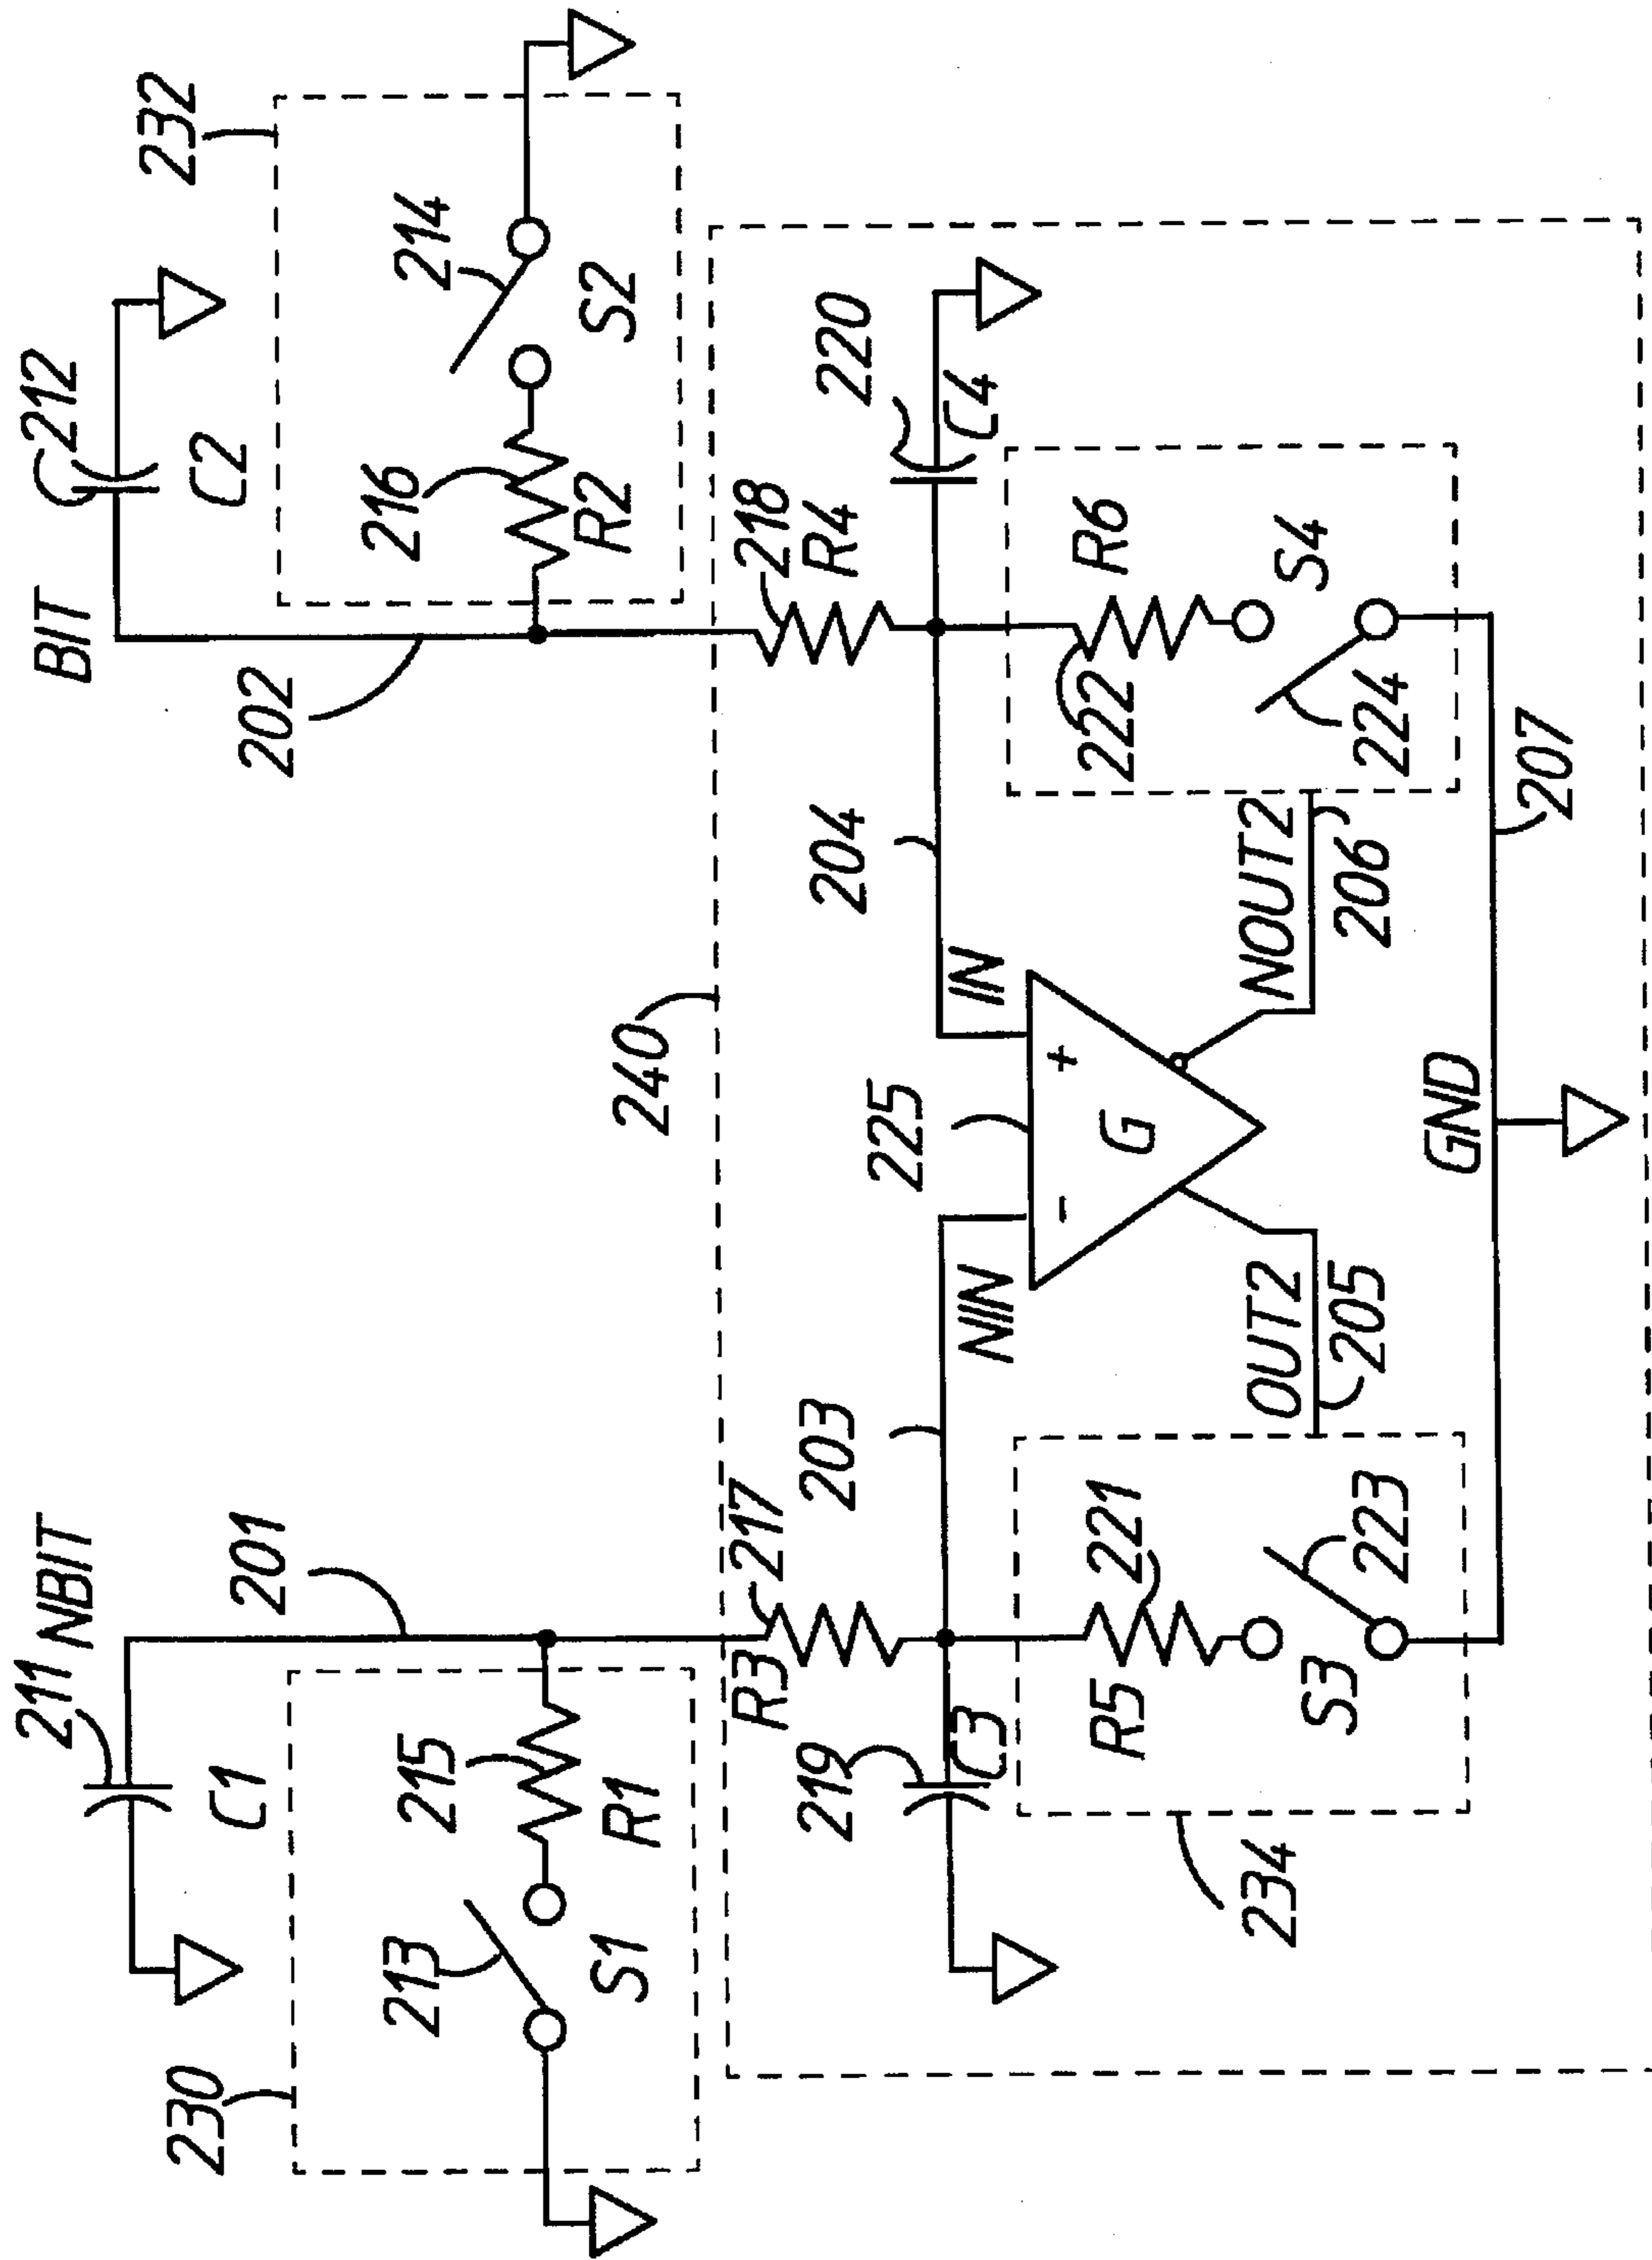 211 NBIT
BIT
212
C1
C2
201
202
230
232
213
215
216
214
S1
R1
R2
S2
240
R3
217
218
R4
219
C3
203
225
204
220
C4
NIN
IN
-
+
G
R5
221
222
R6
OUT2
NOUT2
234
S3
223
205
206
224
S4
GND
207